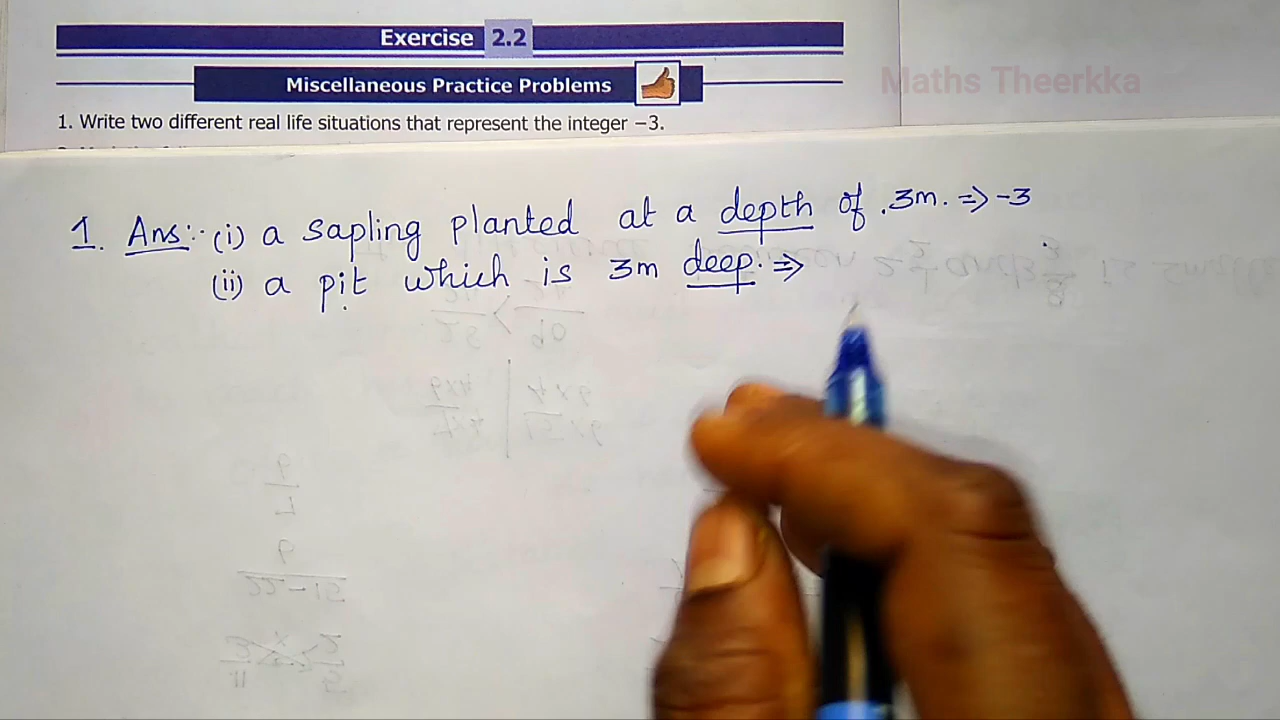 Exercise 2.2
Miscellaneous Practice Problems
Maths Theerkka
1. Write two different real life situations that represent the integer −3.
1. Ans:- (i) a sapling planted at a depth of 3m. => -3
(ii) a pit which is 3m deep. =>